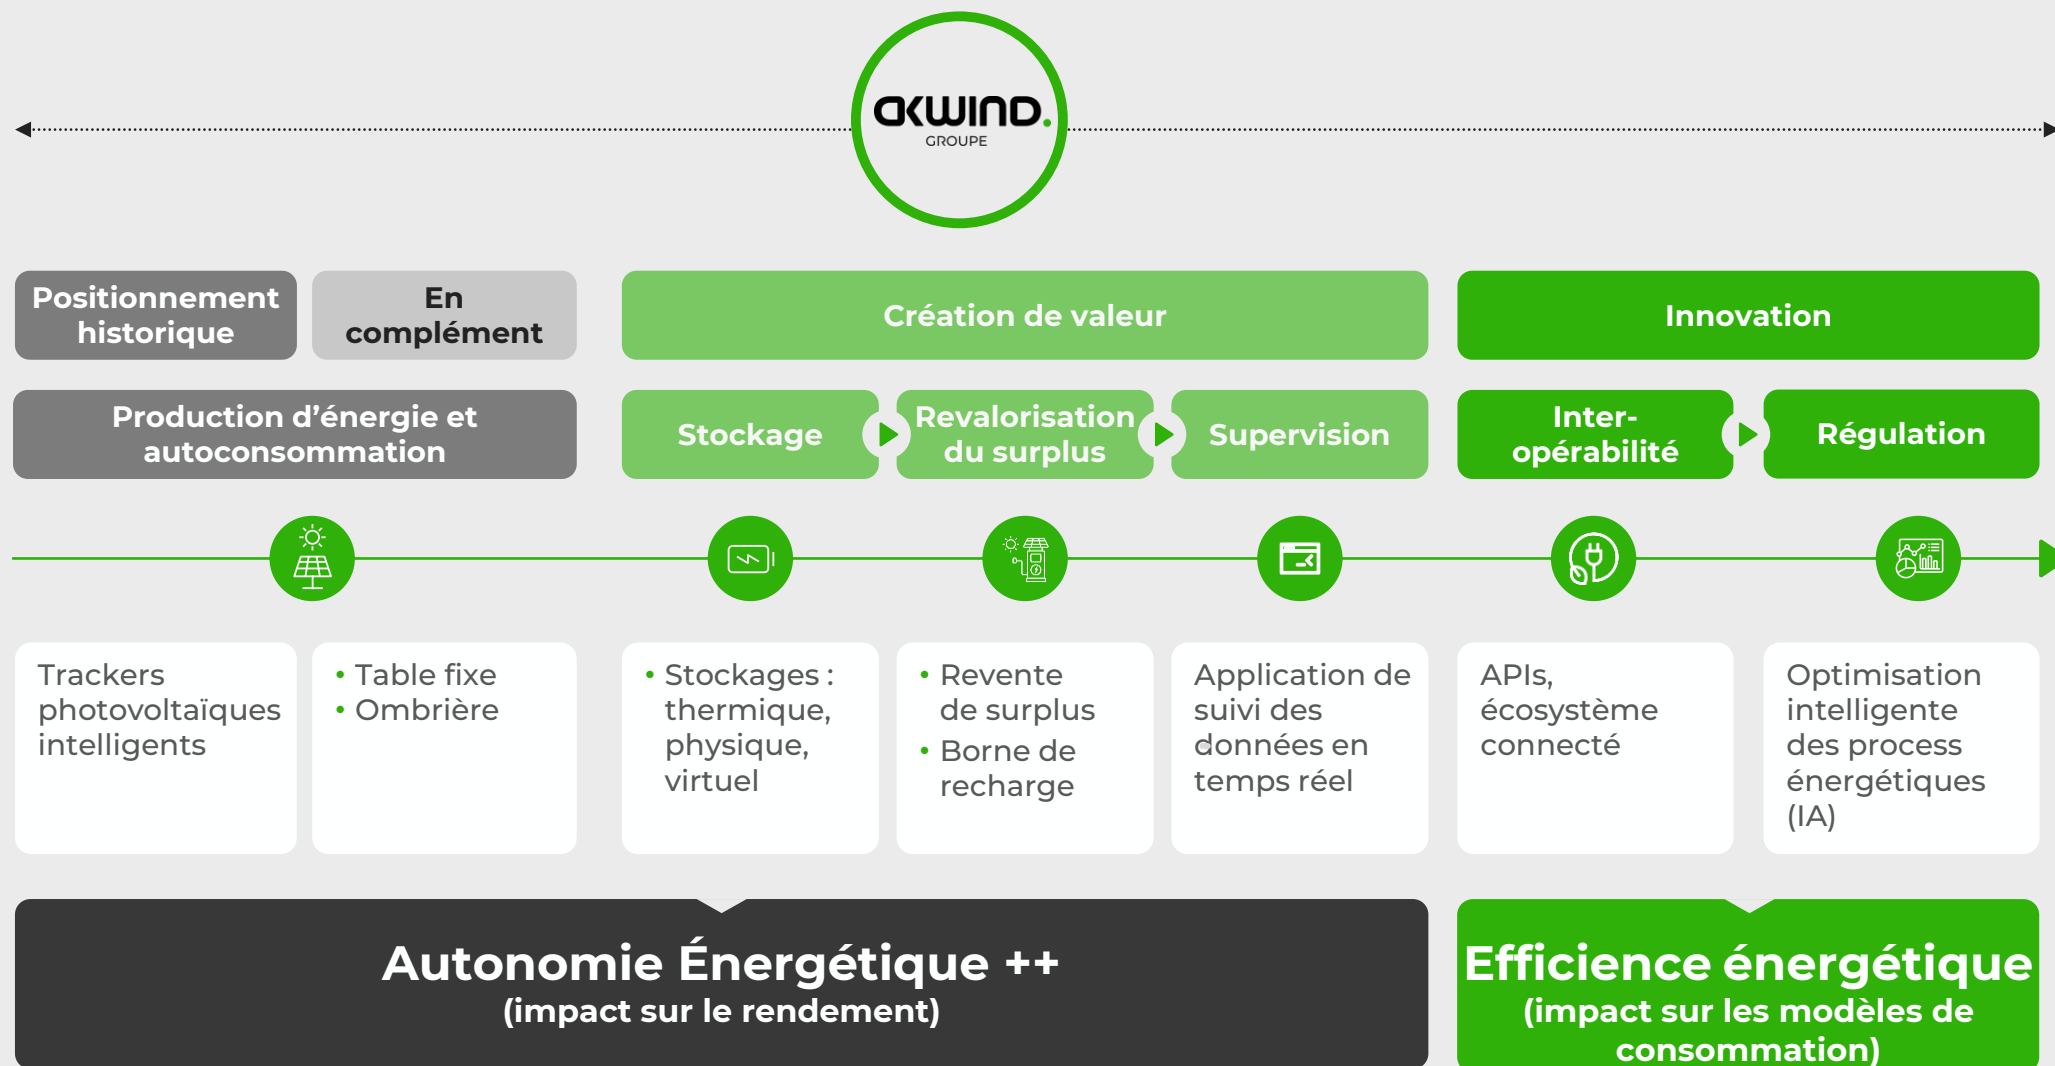 OKWIND.
GROUPE
Positionnement
historique
En
complément
Création de valeur
Innovation
Production d’énergie et
autoconsommation
Stockage
Revalorisation
du surplus
Supervision
Inter-
opérabilité
Régulation
Trackers
photovoltaïques
intelligents
• Table fixe
• Ombrière
• Stockages :
thermique,
physique,
virtuel
• Revente
de surplus
• Borne de
recharge
Application de
suivi des
données en
temps réel
APIs,
écosystème
connecté
Optimisation
intelligente
des process
énergétiques
(IA)
Autonomie Énergétique ++
(impact sur le rendement)
Efficience énergétique
(impact sur les modèles de
consommation)